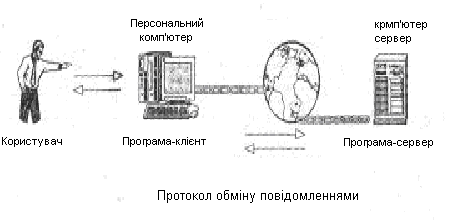 Персональний
комп'ютер
крмп'ютер
сервер
Користувач
Програма-клієнт
Програма-сервер
Протокол обміну повідомленнями